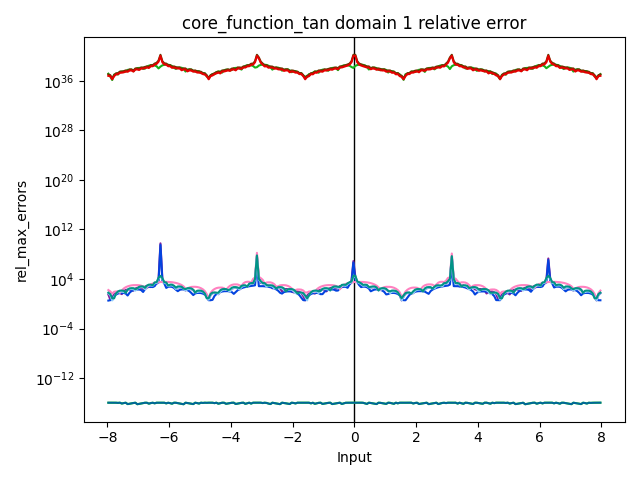 core_function_tan domain 1 relative error
rel_max_errors
10^36
10^28
10^20
10^12
10^4
10^−4
10^−12
−8 −6 −4 −2 0 2 4 6 8
Input